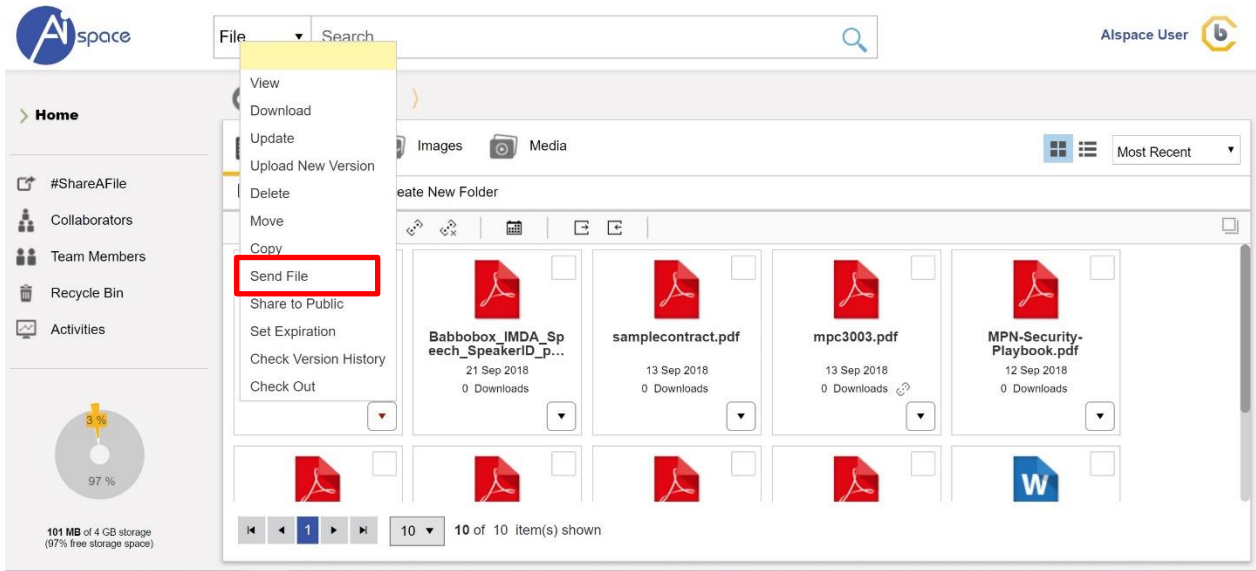 Aispace
File
Search
AIspace User
b
View
Download
Update
Upload New Version
Delete
Move
Copy
Send File
Share to Public
Set Expiration
Check Version History
Check Out
Home
#ShareAFile
Collaborators
Team Members
Recycle Bin
Activities
3 %
97 %
101 MB of 4 GB storage
(97% free storage space)
Images
Media
Most Recent
eate New Folder
Babbobox_IMDA_Sp
eech_SpeakerID_p...
21 Sep 2018
0 Downloads
samplecontract.pdf
13 Sep 2018
0 Downloads
mpc3003.pdf
13 Sep 2018
0 Downloads
MPN-Security-
Playbook.pdf
12 Sep 2018
0 Downloads
W
1
10
10 of 10 item(s) shown